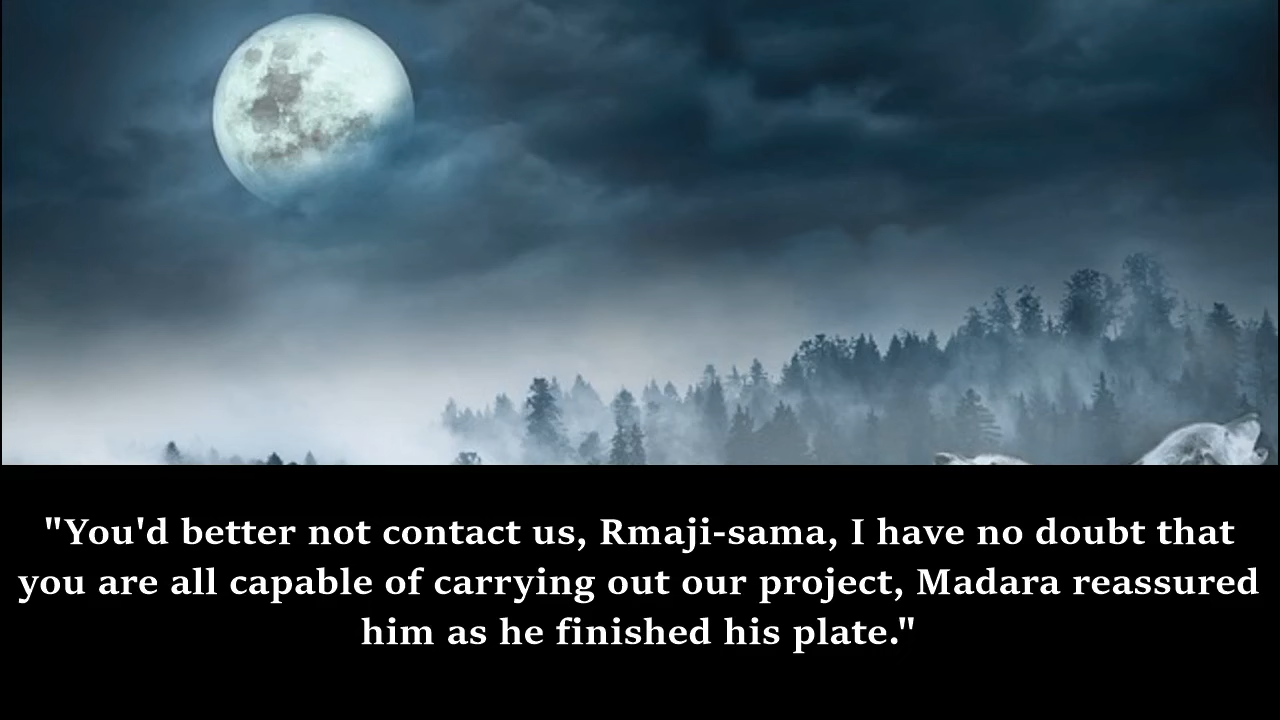 "You'd better not contact us, Rmaji-sama, I have no doubt that
you are all capable of carrying out our project, Madara reassured
him as he finished his plate."